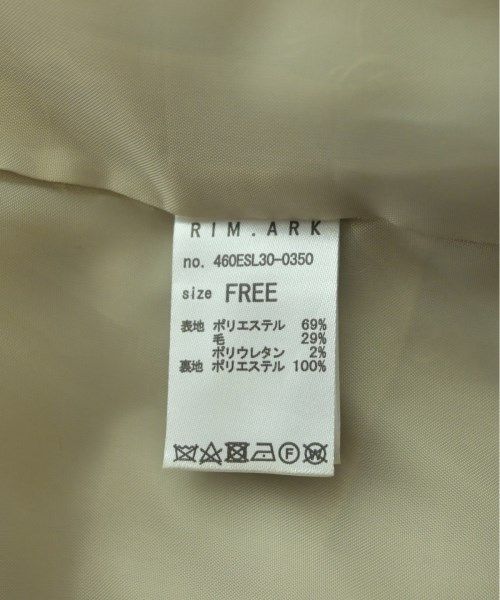 RIM.ARK
no. 460ESL30-0350
size FREE
表地 ポリエステル 69%
毛 29%
ポリウレタン 2%
裏地 ポリエステル 100%
F W